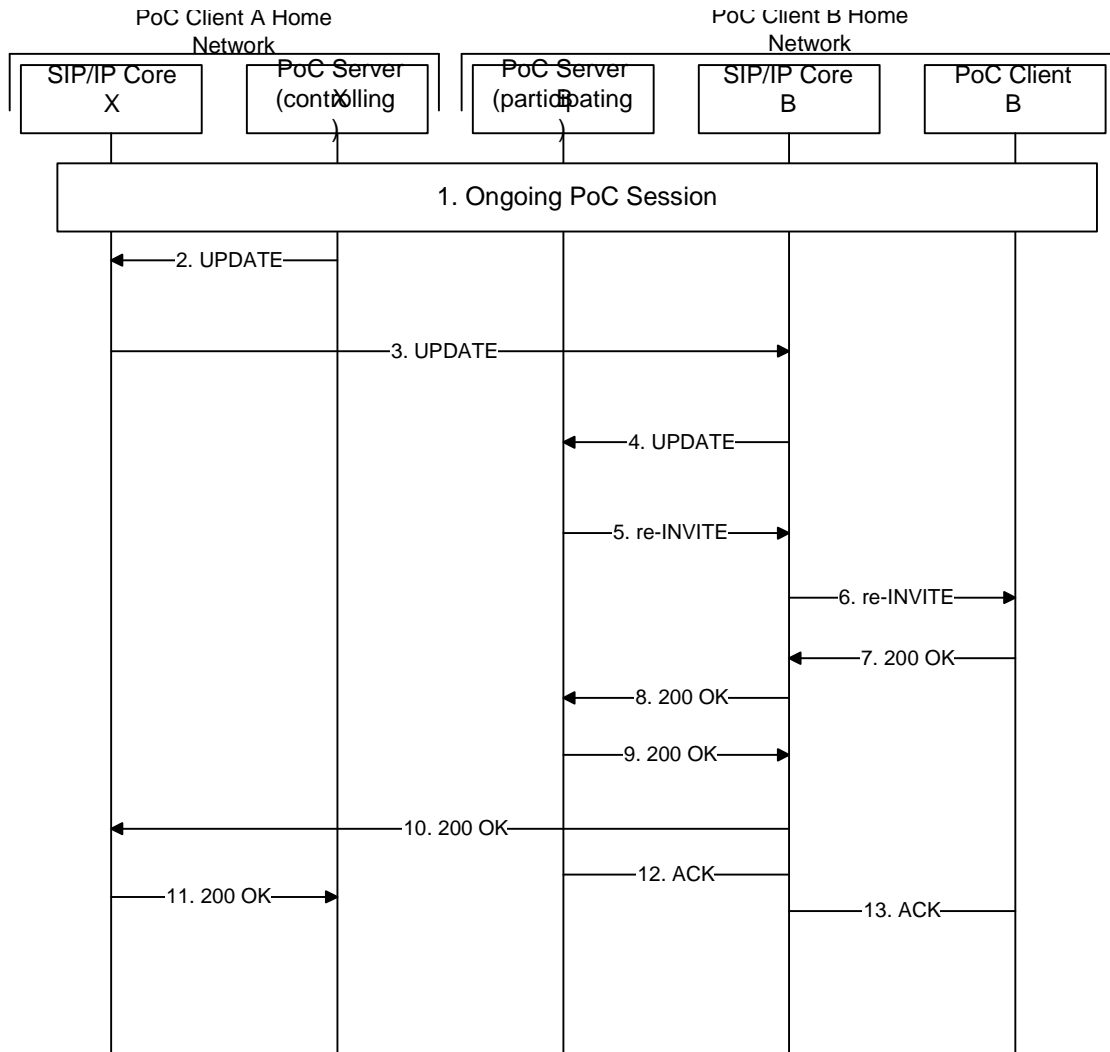 PoC Client A Home
Network
PoC Client B Home
Network
SIP/IP Core
X
PoC Server
X
(controlling
)
PoC Server
B
(participating
)
SIP/IP Core
B
PoC Client
B
1. Ongoing PoC Session
2. UPDATE
3. UPDATE
4. UPDATE
5. re-INVITE
6. re-INVITE
7. 200 OK
8. 200 OK
9. 200 OK
10. 200 OK
12. ACK
11. 200 OK
13. ACK